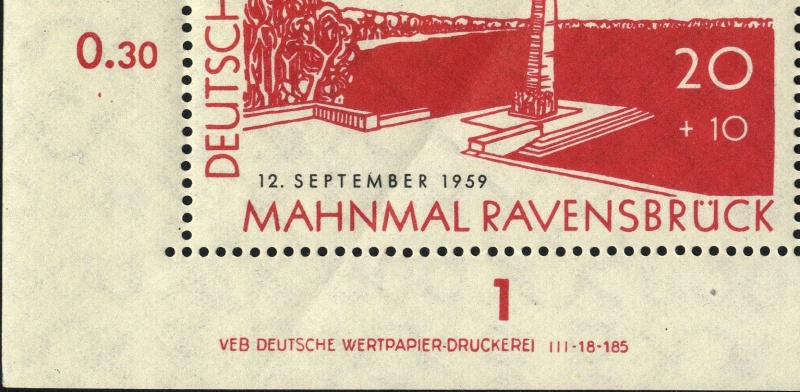 0.30
DEUTSCH
20
+ 10
12. SEPTEMBER 1959
MAHNMAL RAVENSBRÜCK
1
VEB DEUTSCHE WERTPAPIER-DRUCKEREI III-18-185